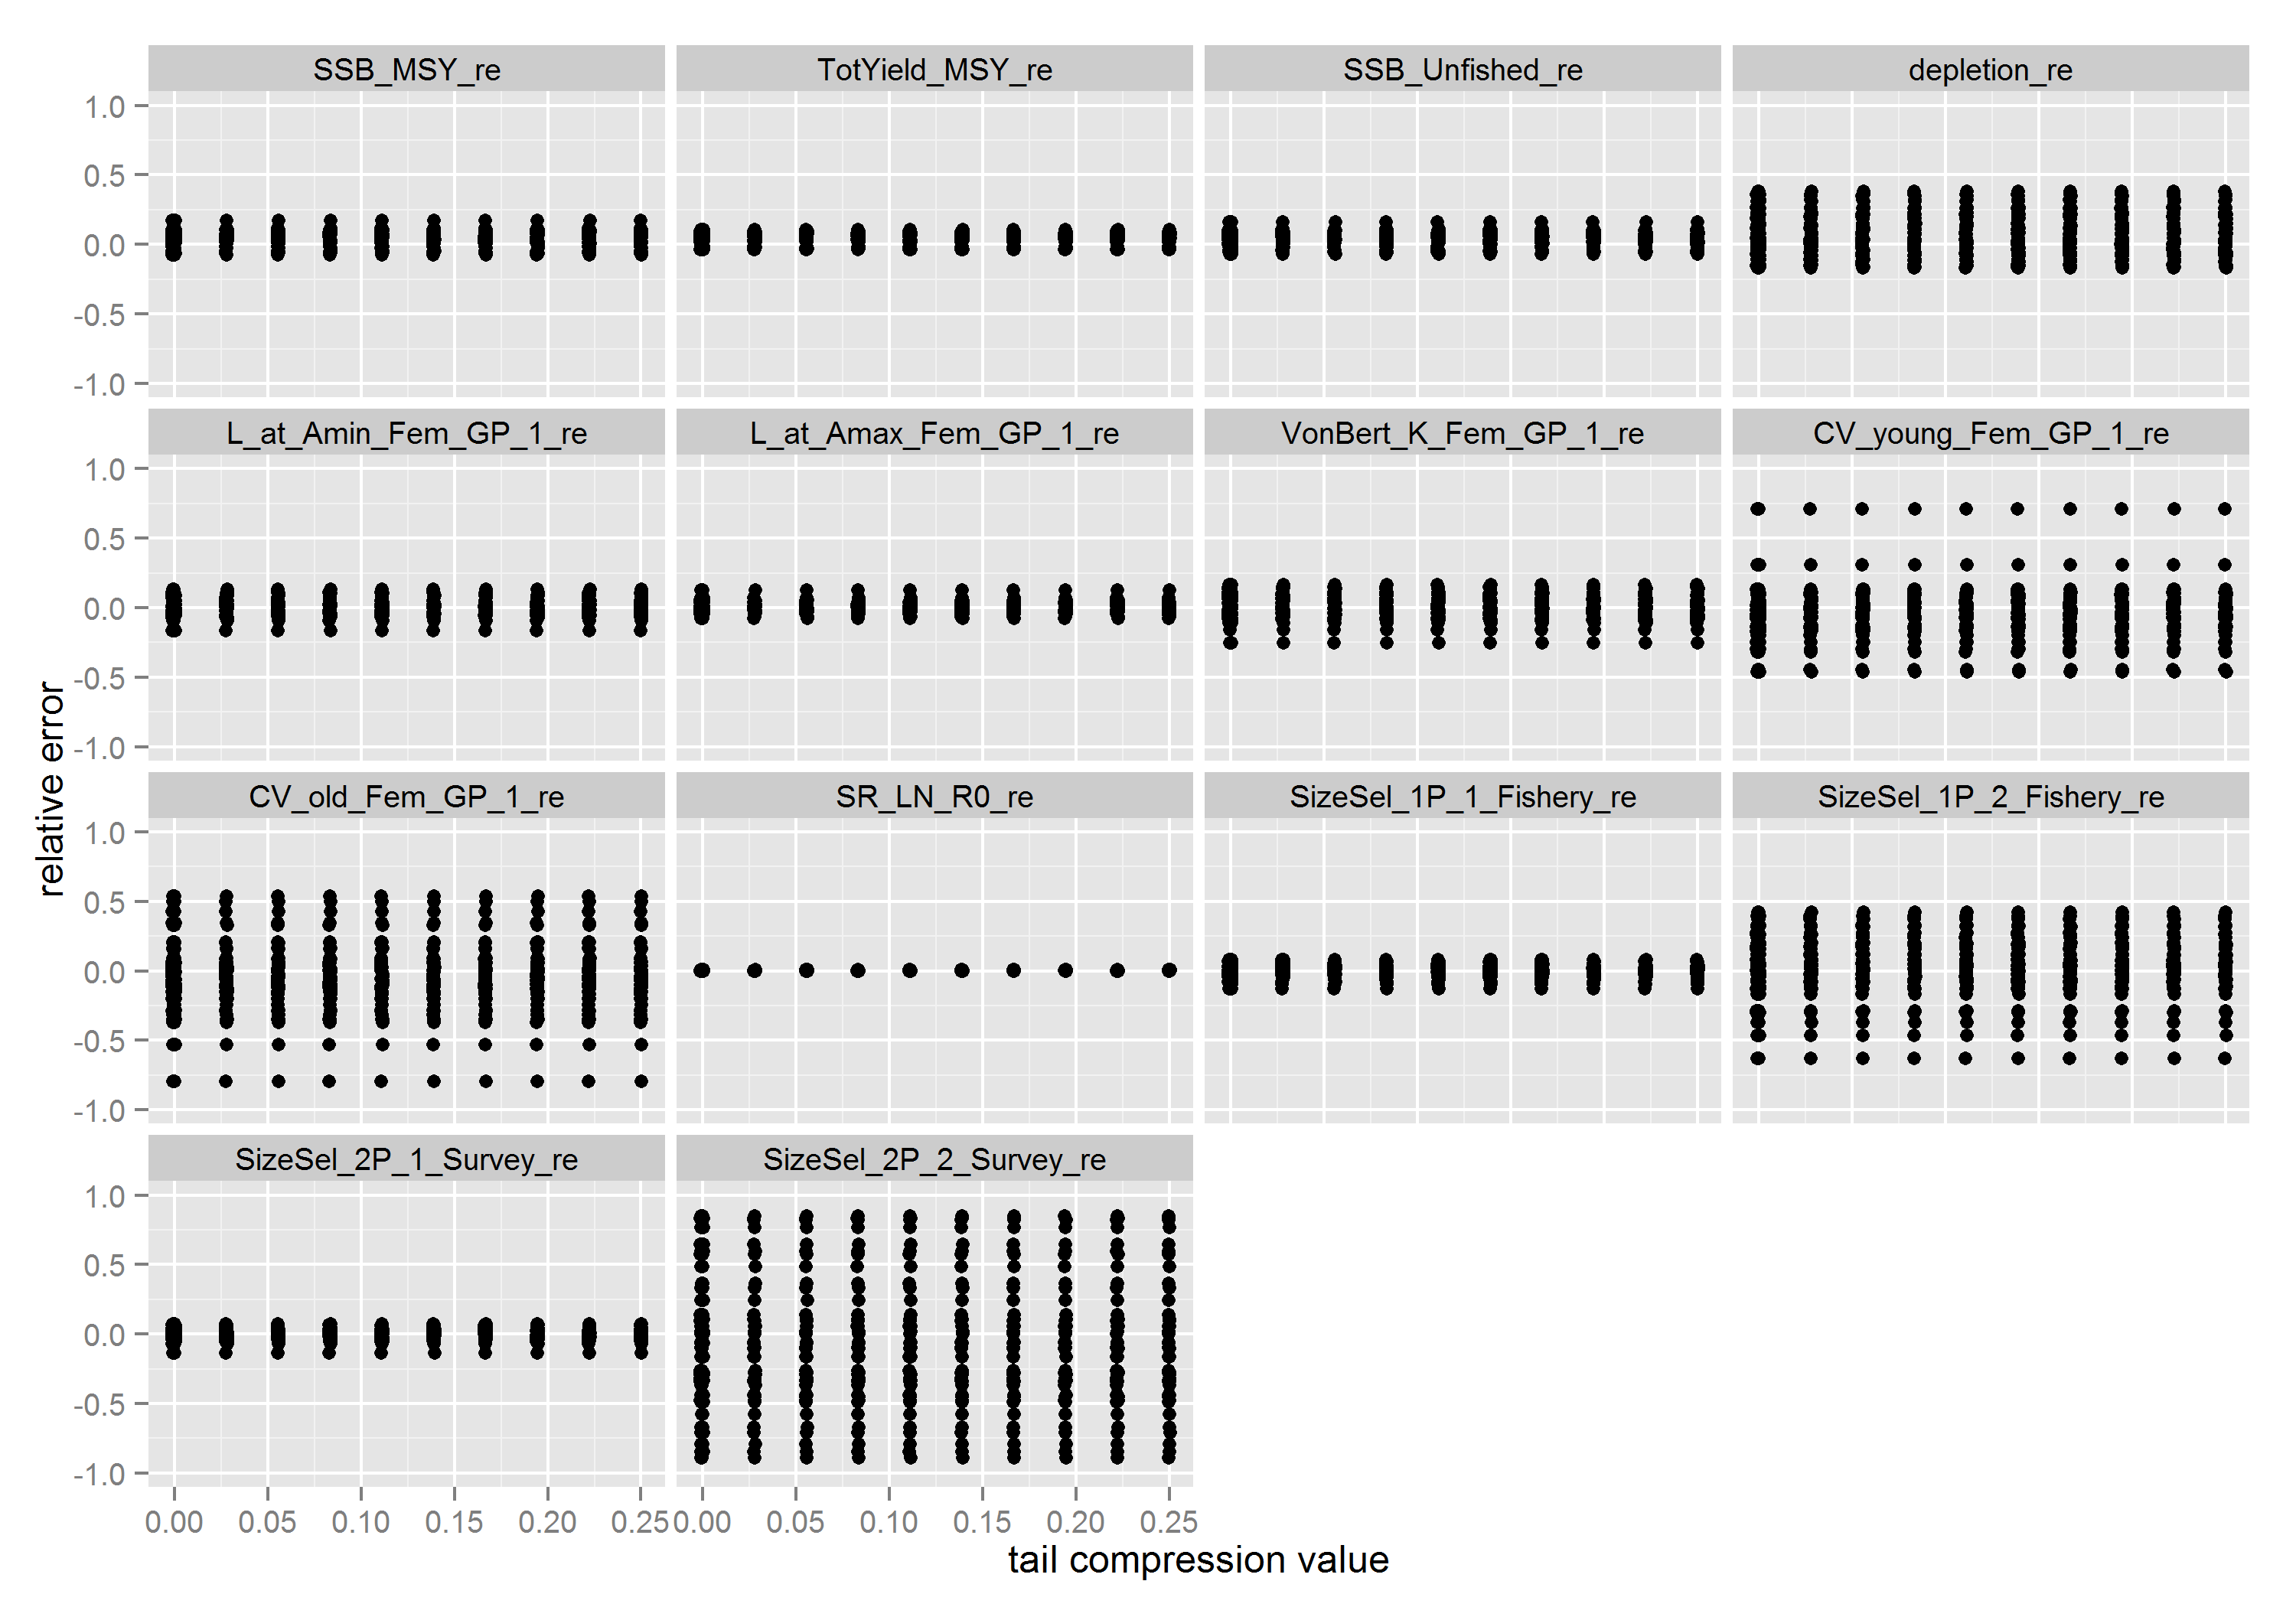 SSB_MSY_re TotYield_MSY_re SSB_Unfished_re depletion_re
1.0
0.5
0.0
-0.5
-1.0
L_at_Amin_Fem_GP_1_re L_at_Amax_Fem_GP_1_re VonBert_K_Fem_GP_1_re CV_young_Fem_GP_1_re
1.0
0.5
0.0
-0.5
-1.0
relative error
CV_old_Fem_GP_1_re SR_LN_R0_re SizeSel_1P_1_Fishery_re SizeSel_1P_2_Fishery_re
1.0
0.5
0.0
-0.5
-1.0
SizeSel_2P_1_Survey_re SizeSel_2P_2_Survey_re
1.0
0.5
0.0
-0.5
-1.0
0.00 0.05 0.10 0.15 0.20 0.25 0.00 0.05 0.10 0.15 0.20 0.25
tail compression value